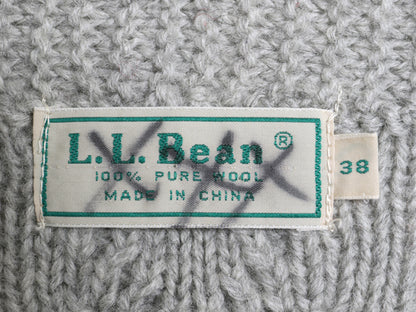 L.L.Bean®
100% PURE WOOL
MADE IN CHINA
38